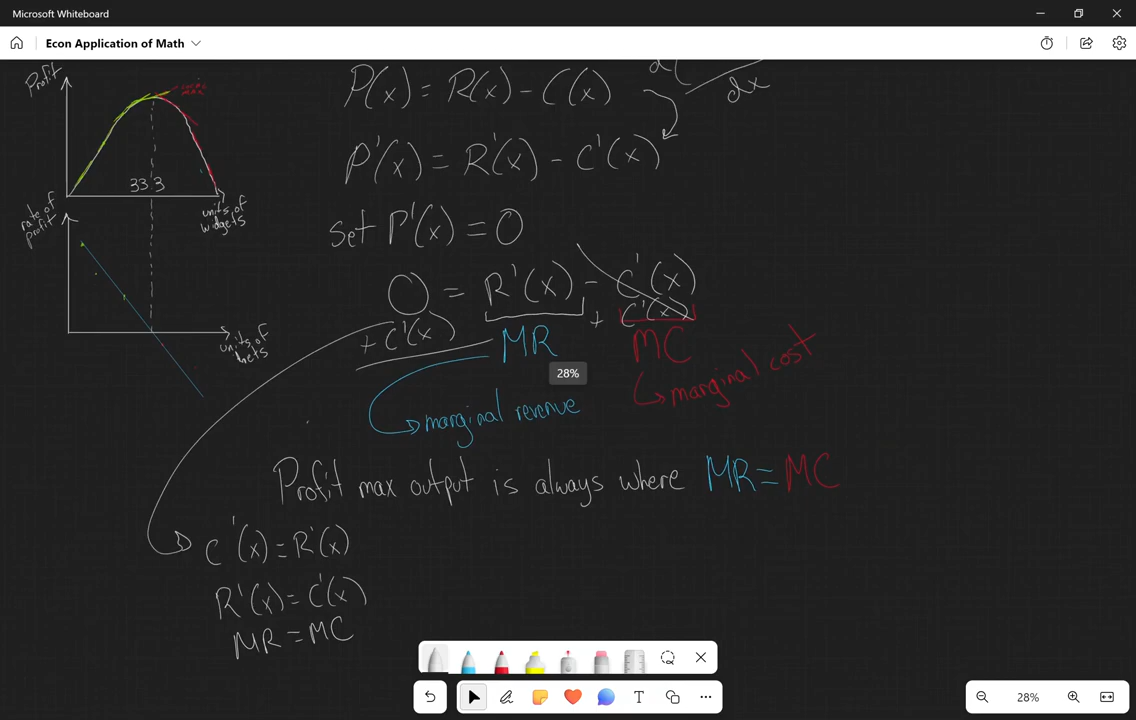 Microsoft Whiteboard
Econ Application of Math
Profit
33.3
units of
widgets
rate of
profit
units of
P(x) = R(x) - C(x)
dx
P'(x) = R'(x) - C'(x)
set P'(x) = 0
0 = R'(x) - C'(x)
+ C'(x) + C'(x)
MR MC
28%
marginal cost
marginal revenue
Profit max output is always where MR = MC
C'(x) = R'(x)
R'(x) = C'(x)
MR = MC
T
28%